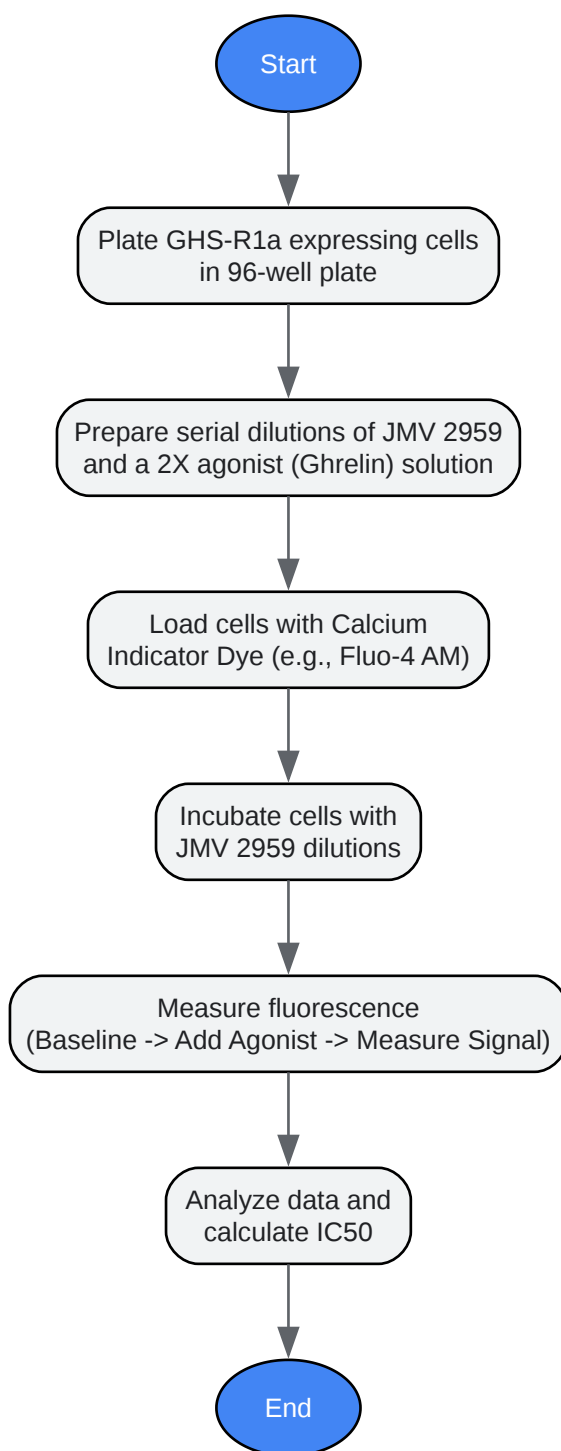 Start
Plate GHS-R1a expressing cells
in 96-well plate
Prepare serial dilutions of JMV 2959
and a 2X agonist (Ghrelin) solution
Load cells with Calcium
Indicator Dye (e.g., Fluo-4 AM)
Incubate cells with
JMV 2959 dilutions
Measure fluorescence
(Baseline -> Add Agonist -> Measure Signal)
Analyze data and
calculate IC50
End